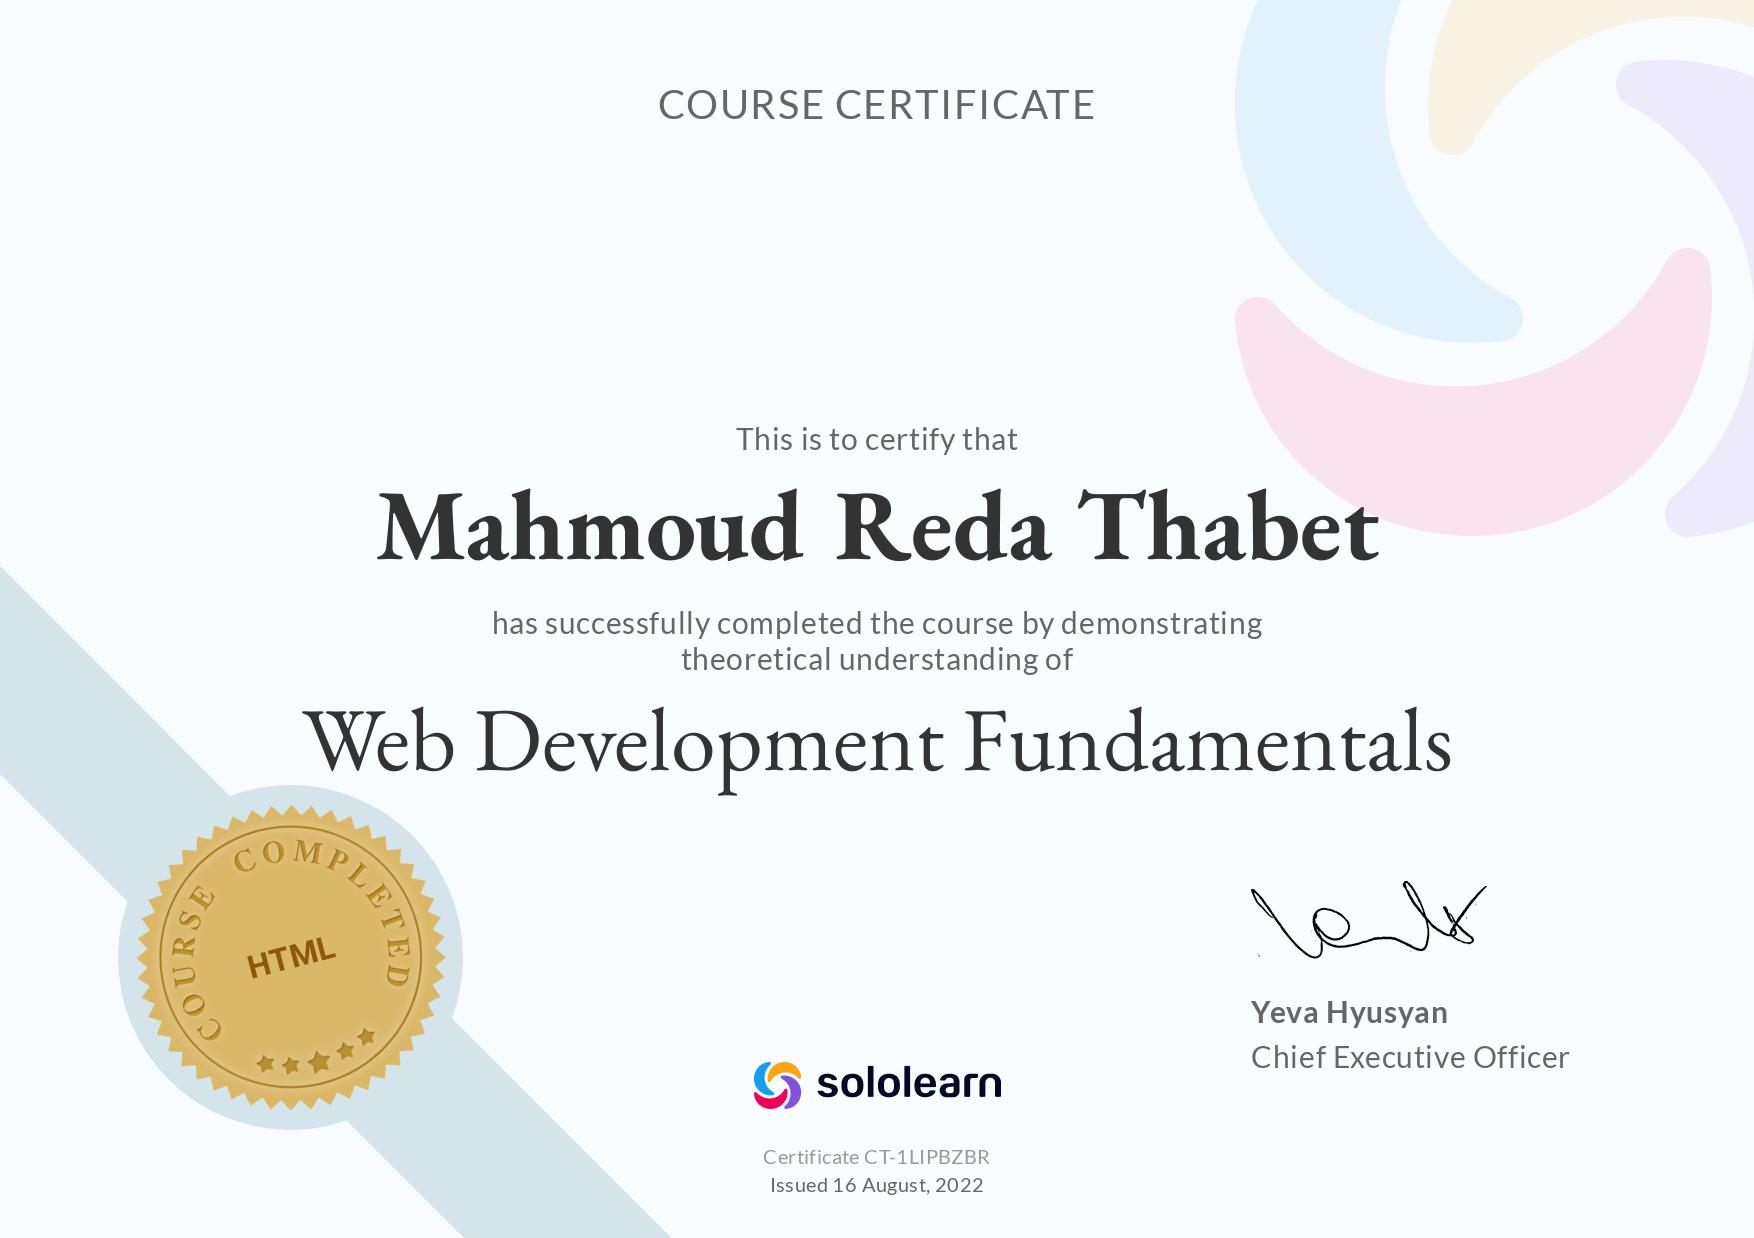 COURSE CERTIFICATE
This is to certify that
Mahmoud Reda Thabet
has successfully completed the course by demonstrating
theoretical understanding of
Web Development Fundamentals
COURSE COMPLETED
HTML
Yeva Hyusyan
Chief Executive Officer
sololearn
Certificate CT-1LIPBZBR
Issued 16 August, 2022